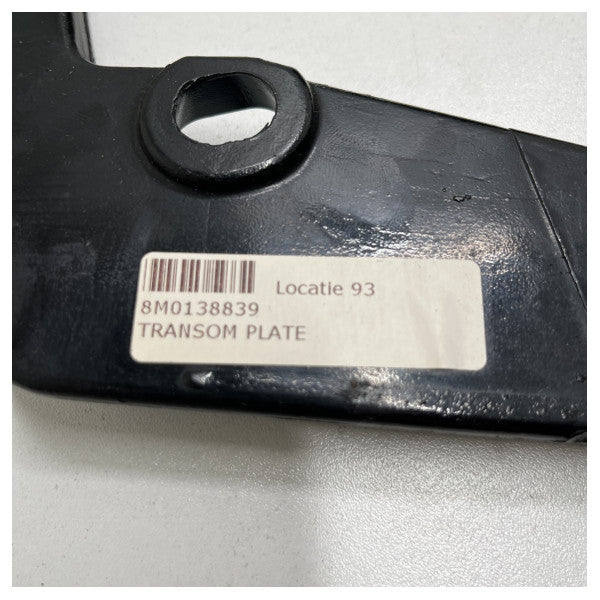 Locatie 93
8M0138839
TRANSOM PLATE